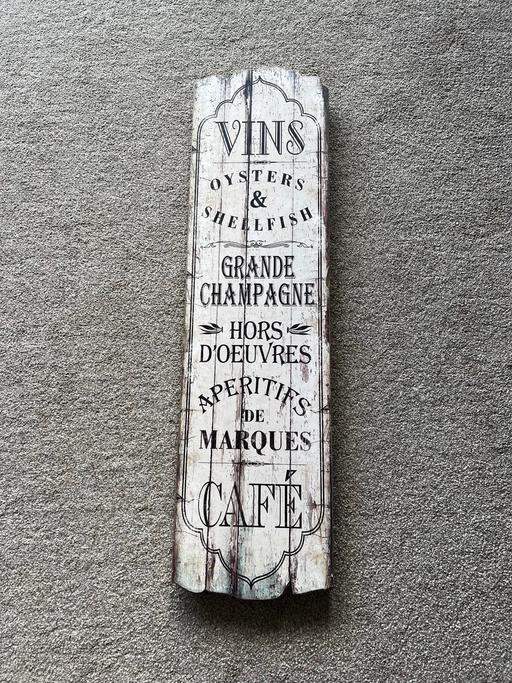 VINS
OYSTERS
&
SHELLFISH
GRANDE
CHAMPAGNE
HORS
D'OEUVRES
APERITIFS
DE
MARQUES
CAFÉ